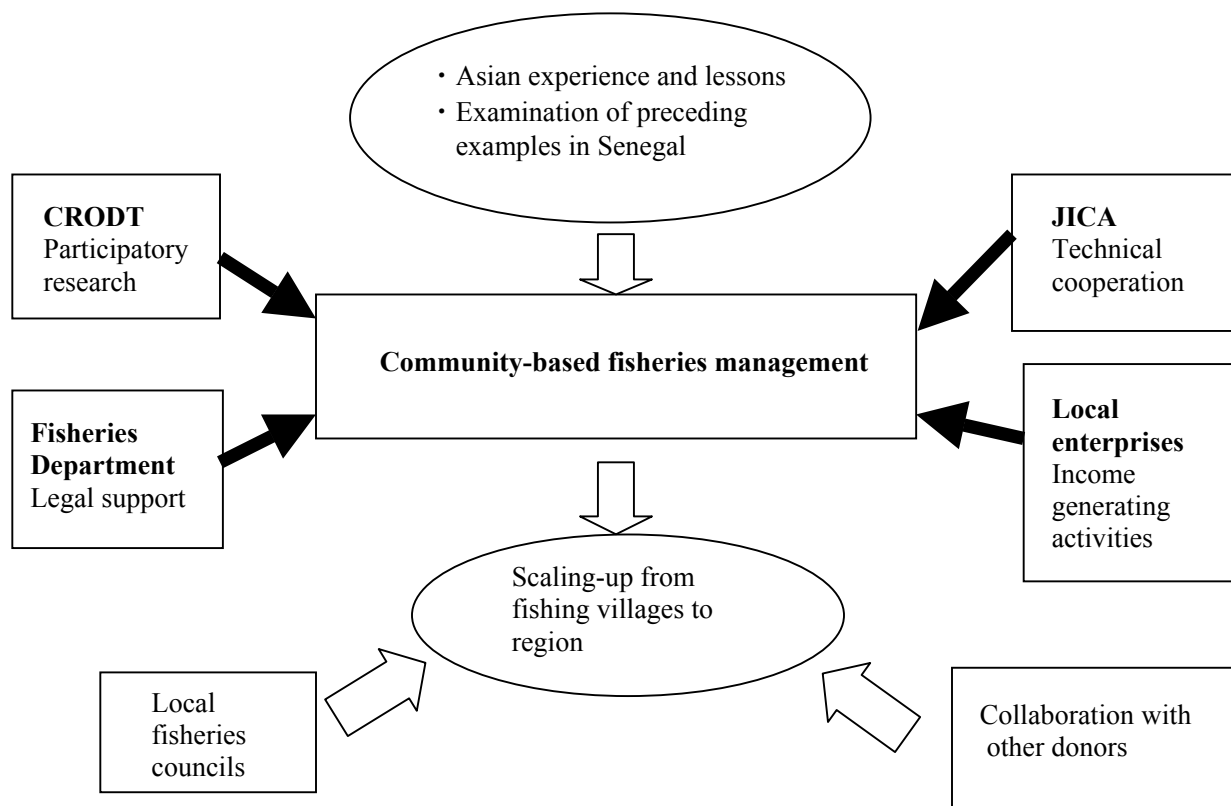 ・Asian experience and lessons
・Examination of preceding
examples in Senegal
CRODT
Participatory
research
JICA
Technical
cooperation
Community-based fisheries management
Fisheries
Department
Legal support
Local
enterprises
Income
generating
activities
Scaling-up from
fishing villages to
region
Local
fisheries
councils
Collaboration with
other donors